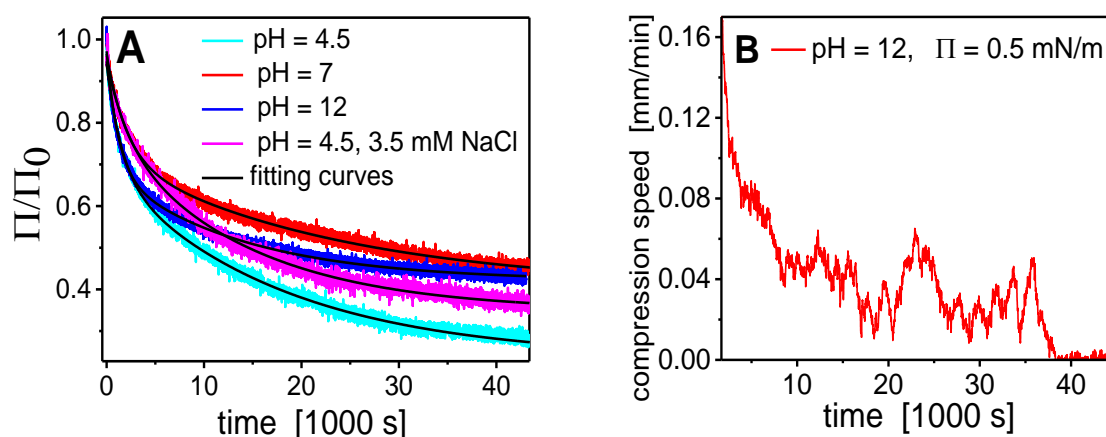 A
pH = 4.5
pH = 7
pH = 12
pH = 4.5, 3.5 mM NaCl
fitting curves
Π/Π0
1.0
0.8
0.6
0.4
0 10 20 30 40
time [1000 s]
B
pH = 12, Π = 0.5 mN/m
compression speed [mm/min]
0.16
0.12
0.08
0.04
0.00
10 20 30 40
time [1000 s]